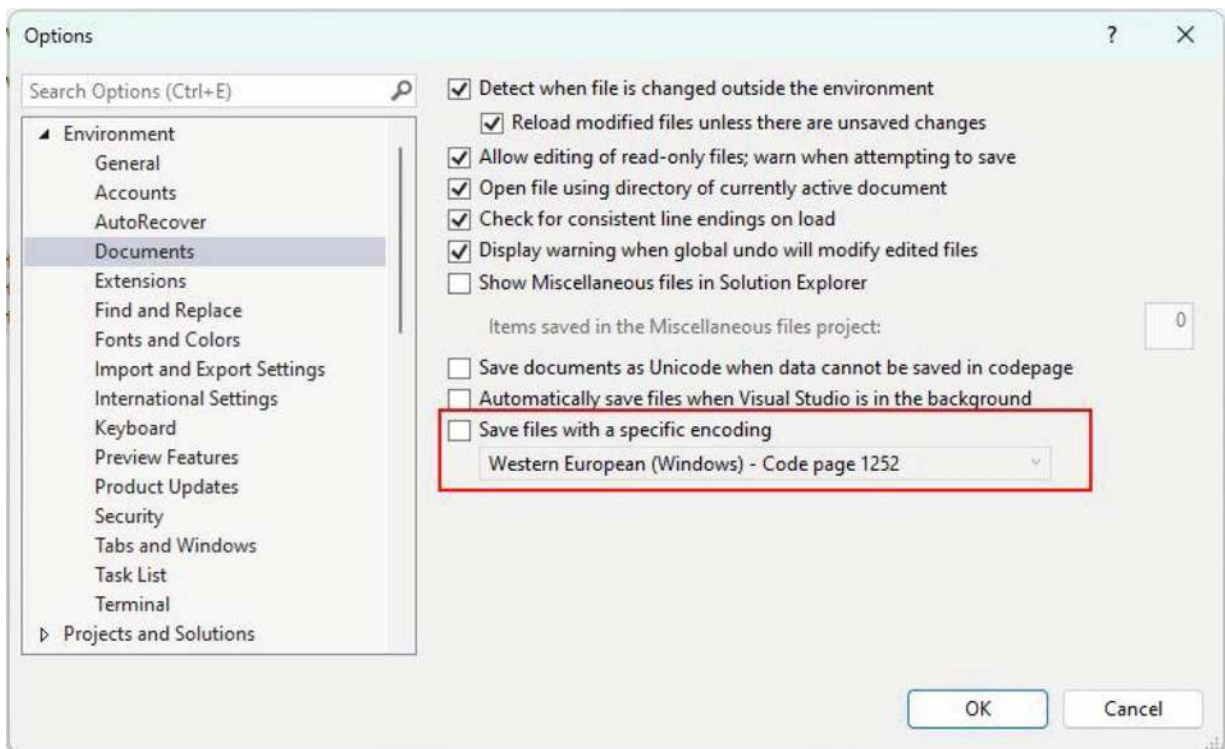 Options
?
Search Options (Ctrl+E)
Environment
General
Accounts
AutoRecover
Documents
Extensions
Find and Replace
Fonts and Colors
Import and Export Settings
International Settings
Keyboard
Preview Features
Product Updates
Security
Tabs and Windows
Task List
Terminal
Projects and Solutions
Detect when file is changed outside the environment
Reload modified files unless there are unsaved changes
Allow editing of read-only files; warn when attempting to save
Open file using directory of currently active document
Check for consistent line endings on load
Display warning when global undo will modify edited files
Show Miscellaneous files in Solution Explorer
Items saved in the Miscellaneous files project: 0
Save documents as Unicode when data cannot be saved in codepage
Automatically save files when Visual Studio is in the background
Save files with a specific encoding
Western European (Windows) - Code page 1252
OK Cancel